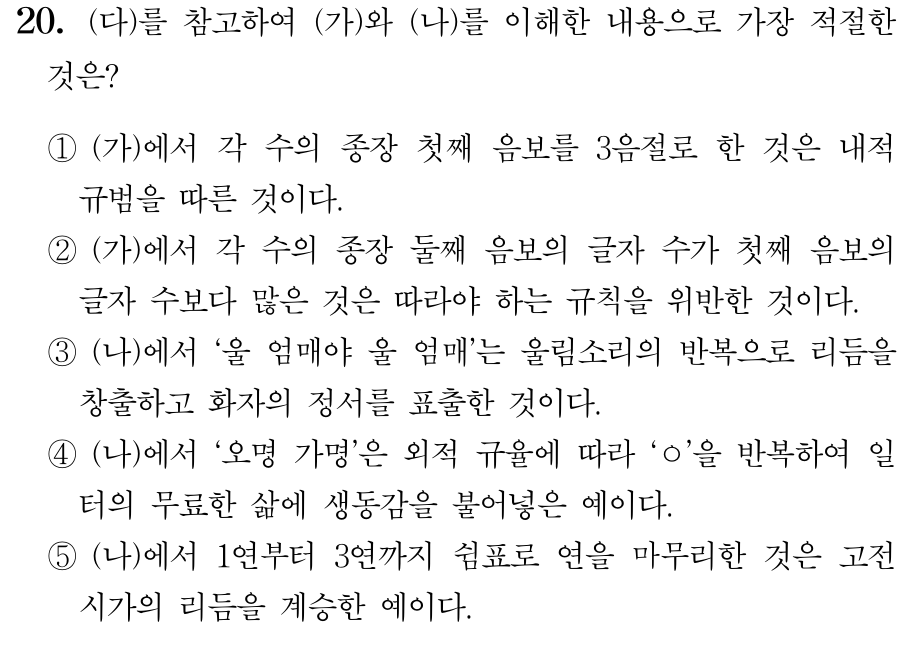 20. (다)를 참고하여 (가)와 (나)를 이해한 내용으로 가장 적절한
것은?
① (가)에서 각 수의 종장 첫째 음보를 3음절로 한 것은 내적
규범을 따른 것이다.
② (가)에서 각 수의 종장 둘째 음보의 글자 수가 첫째 음보의
글자 수보다 많은 것은 따라야 하는 규칙을 위반한 것이다.
③ (나)에서 ‘울 엄매야 울 엄매’는 울림소리의 반복으로 리듬을
창출하고 화자의 정서를 표출한 것이다.
④ (나)에서 ‘오명 가명’은 외적 규율에 따라 ‘ㅇ’을 반복하여 일
터의 무료한 삶에 생동감을 불어넣은 예이다.
⑤ (나)에서 1연부터 3연까지 쉼표로 연을 마무리한 것은 고전
시가의 리듬을 계승한 예이다.